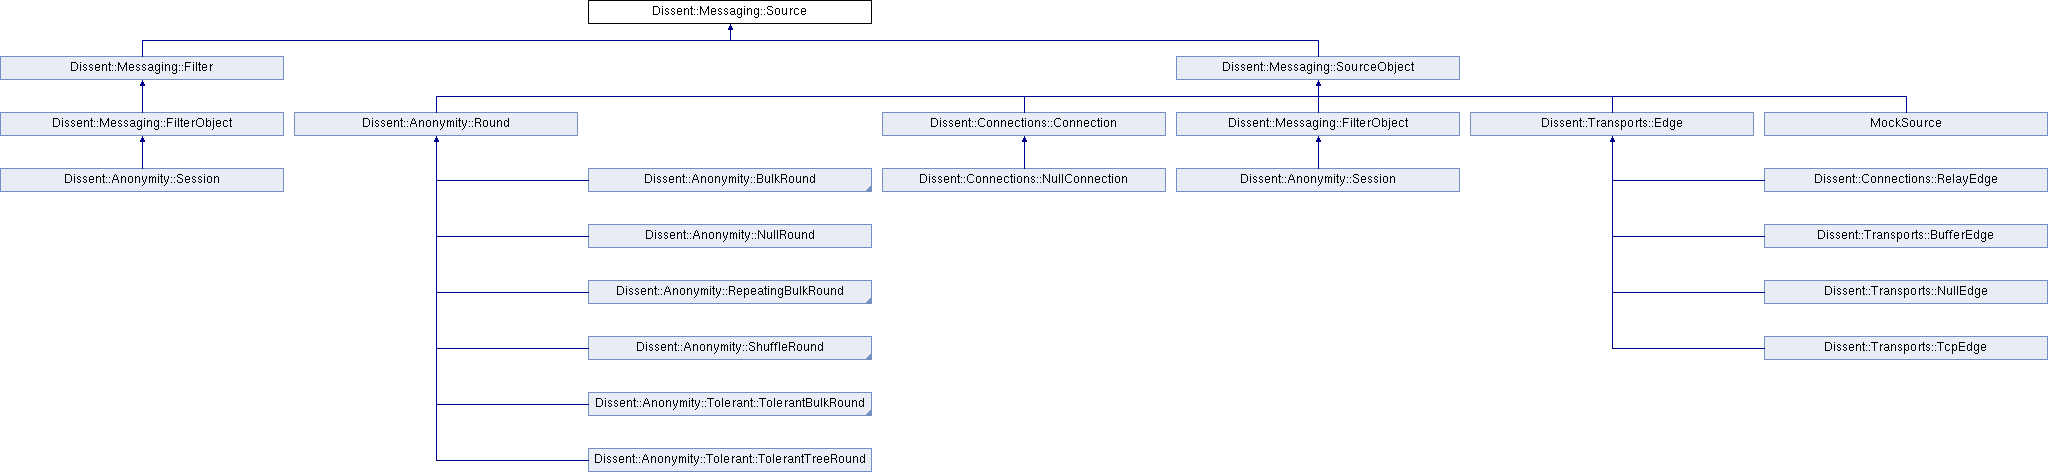 Dissent::Messaging::Source
Dissent::Messaging::Filter
Dissent::Messaging::SourceObject
Dissent::Messaging::FilterObject
Dissent::Anonymity::Round
Dissent::Connections::Connection
Dissent::Messaging::FilterObject
Dissent::Transports::Edge
MockSource
Dissent::Anonymity::Session
Dissent::Anonymity::BulkRound
Dissent::Connections::NullConnection
Dissent::Anonymity::Session
Dissent::Connections::RelayEdge
Dissent::Anonymity::NullRound
Dissent::Transports::BufferEdge
Dissent::Anonymity::RepeatingBulkRound
Dissent::Transports::NullEdge
Dissent::Anonymity::ShuffleRound
Dissent::Transports::TcpEdge
Dissent::Anonymity::Tolerant::TolerantBulkRound
Dissent::Anonymity::Tolerant::TolerantTreeRound